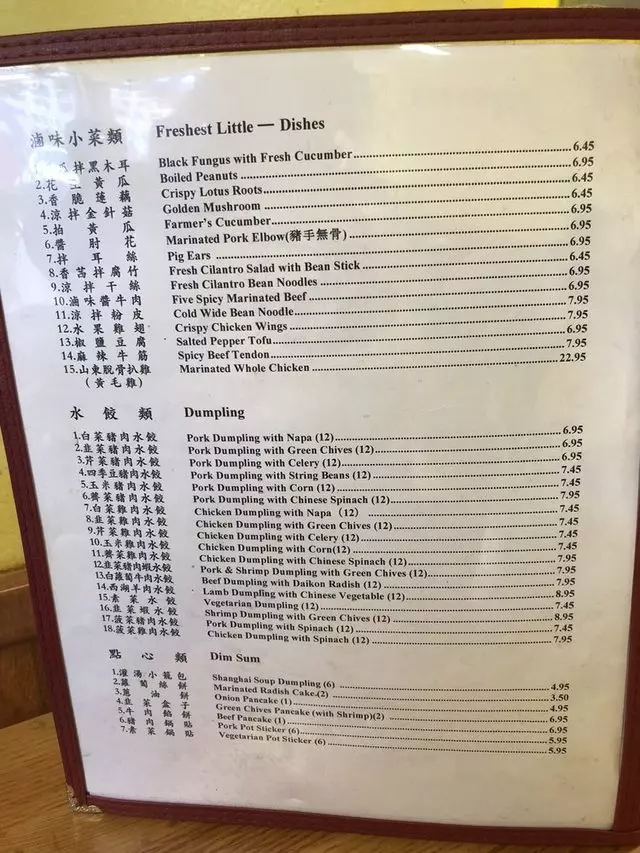 滷味小菜類 Freshest Little — Dishes
瓜拌黑木耳 Black Fungus with Fresh Cucumber 6.45
2.花生黃瓜 Boiled Peanuts 6.95
3.香脆蓮藕 Crispy Lotus Roots 6.45
4.涼拌金針菇 Golden Mushroom 6.45
5.拍黃瓜 Farmer's Cucumber 6.95
6.醬肘花 Marinated Pork Elbow(豬手無骨) 6.95
7.拌耳絲 Pig Ears 6.95
8.香芹拌腐竹 Fresh Cilantro Salad with Bean Stick 6.45
9.涼拌干絲 Fresh Cilantro Bean Noodles 6.95
10.滷味醬牛肉 Five Spicy Marinated Beef 6.95
11.涼拌粉皮 Cold Wide Bean Noodle 7.95
12.水果雞翅 Crispy Chicken Wings 7.95
13.椒鹽豆腐 Salted Pepper Tofu 6.95
14.麻辣牛筋 Spicy Beef Tendon 7.95
15.山東脫骨扒雞 Marinated Whole Chicken 22.95
(黃毛雞)
水餃類 Dumpling
1.白菜豬肉水餃 Pork Dumpling with Napa (12) 6.95
2.韭菜豬肉水餃 Pork Dumpling with Green Chives (12) 6.95
3.芹菜豬肉水餃 Pork Dumpling with Celery (12) 6.95
4.四季豆豬肉水餃 Pork Dumpling with String Beans (12) 7.45
5.玉米豬肉水餃 Pork Dumpling with Corn (12) 7.45
6.薺菜豬肉水餃 Pork Dumpling with Chinese Spinach (12) 7.95
7.白菜雞肉水餃 Chicken Dumpling with Napa (12) 7.45
8.韭菜雞肉水餃 Chicken Dumpling with Green Chives (12) 7.45
9.芹菜雞肉水餃 Chicken Dumpling with Celery (12) 7.45
10.玉米雞肉水餃 Chicken Dumpling with Corn(12) 7.45
11.薺菜雞肉水餃 Chicken Dumpling with Chinese Spinach (12) 7.95
12.韭菜豬肉蝦水餃 Pork & Shrimp Dumpling with Green Chives (12) 7.95
13.白蘿蔔牛肉水餃 Beef Dumpling with Daikon Radish (12) 7.95
14.西湖羊肉水餃 Lamb Dumpling with Chinese Vegetable (12) 8.95
15.素菜水餃 Vegetarian Dumpling (12) 7.45
16.韭菜蝦水餃 Shrimp Dumpling with Green Chives (12) 8.95
17.菠菜豬肉水餃 Pork Dumpling with Spinach (12) 7.45
18.菠菜雞肉水餃 Chicken Dumpling with Spinach (12) 7.95
點心類 Dim Sum
1.灌湯小籠包 Shanghai Soup Dumpling (6) 4.95
2.蘿蔔絲餅 Marinated Radish Cake.(2) 3.50
3.蔥油餅 Onion Pancake (1) 4.95
4.韭菜盒子 Green Chives Pancake (with Shrimp)(2) 6.95
5.牛肉餡餅 Beef Pancake (1) 6.95
6.豬肉鍋貼 Pork Pot Sticker (6) 5.95
7.素菜鍋貼 Vegetarian Pot Sticker (6) 5.95